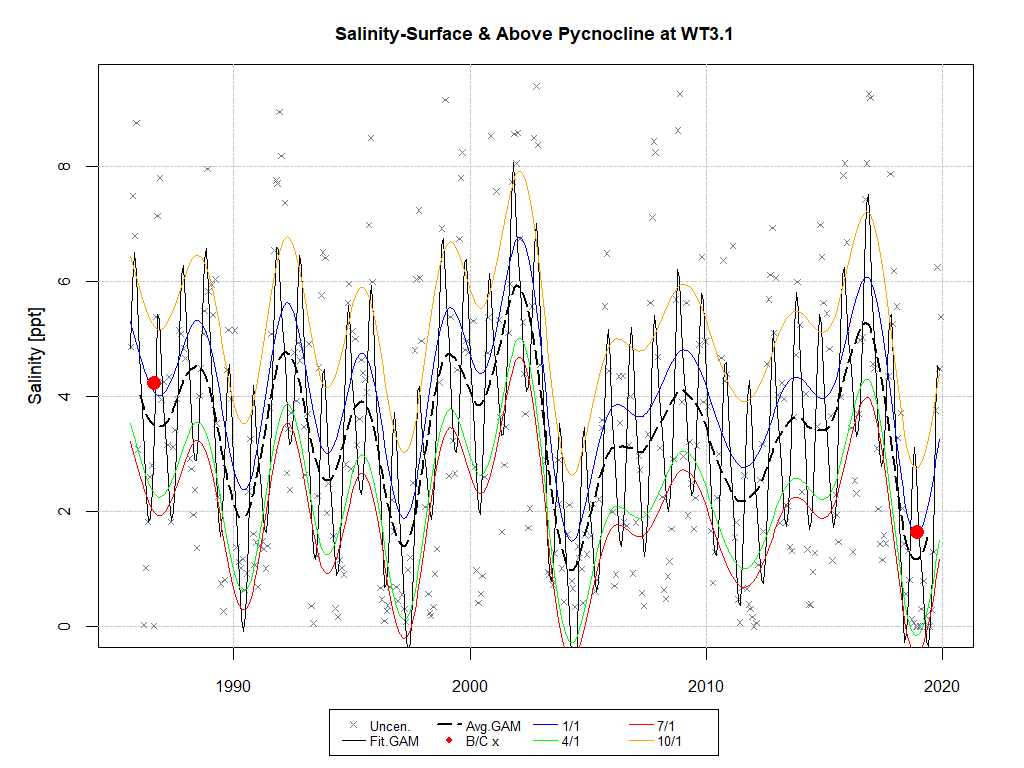 Salinity-Surface & Above Pycnocline at WT3.1
Salinity [ppt]
8
6
4
2
0
1990 2000 2010 2020
Uncen. Avg.GAM 1/1 7/1
Fit.GAM B/C x 4/1 10/1